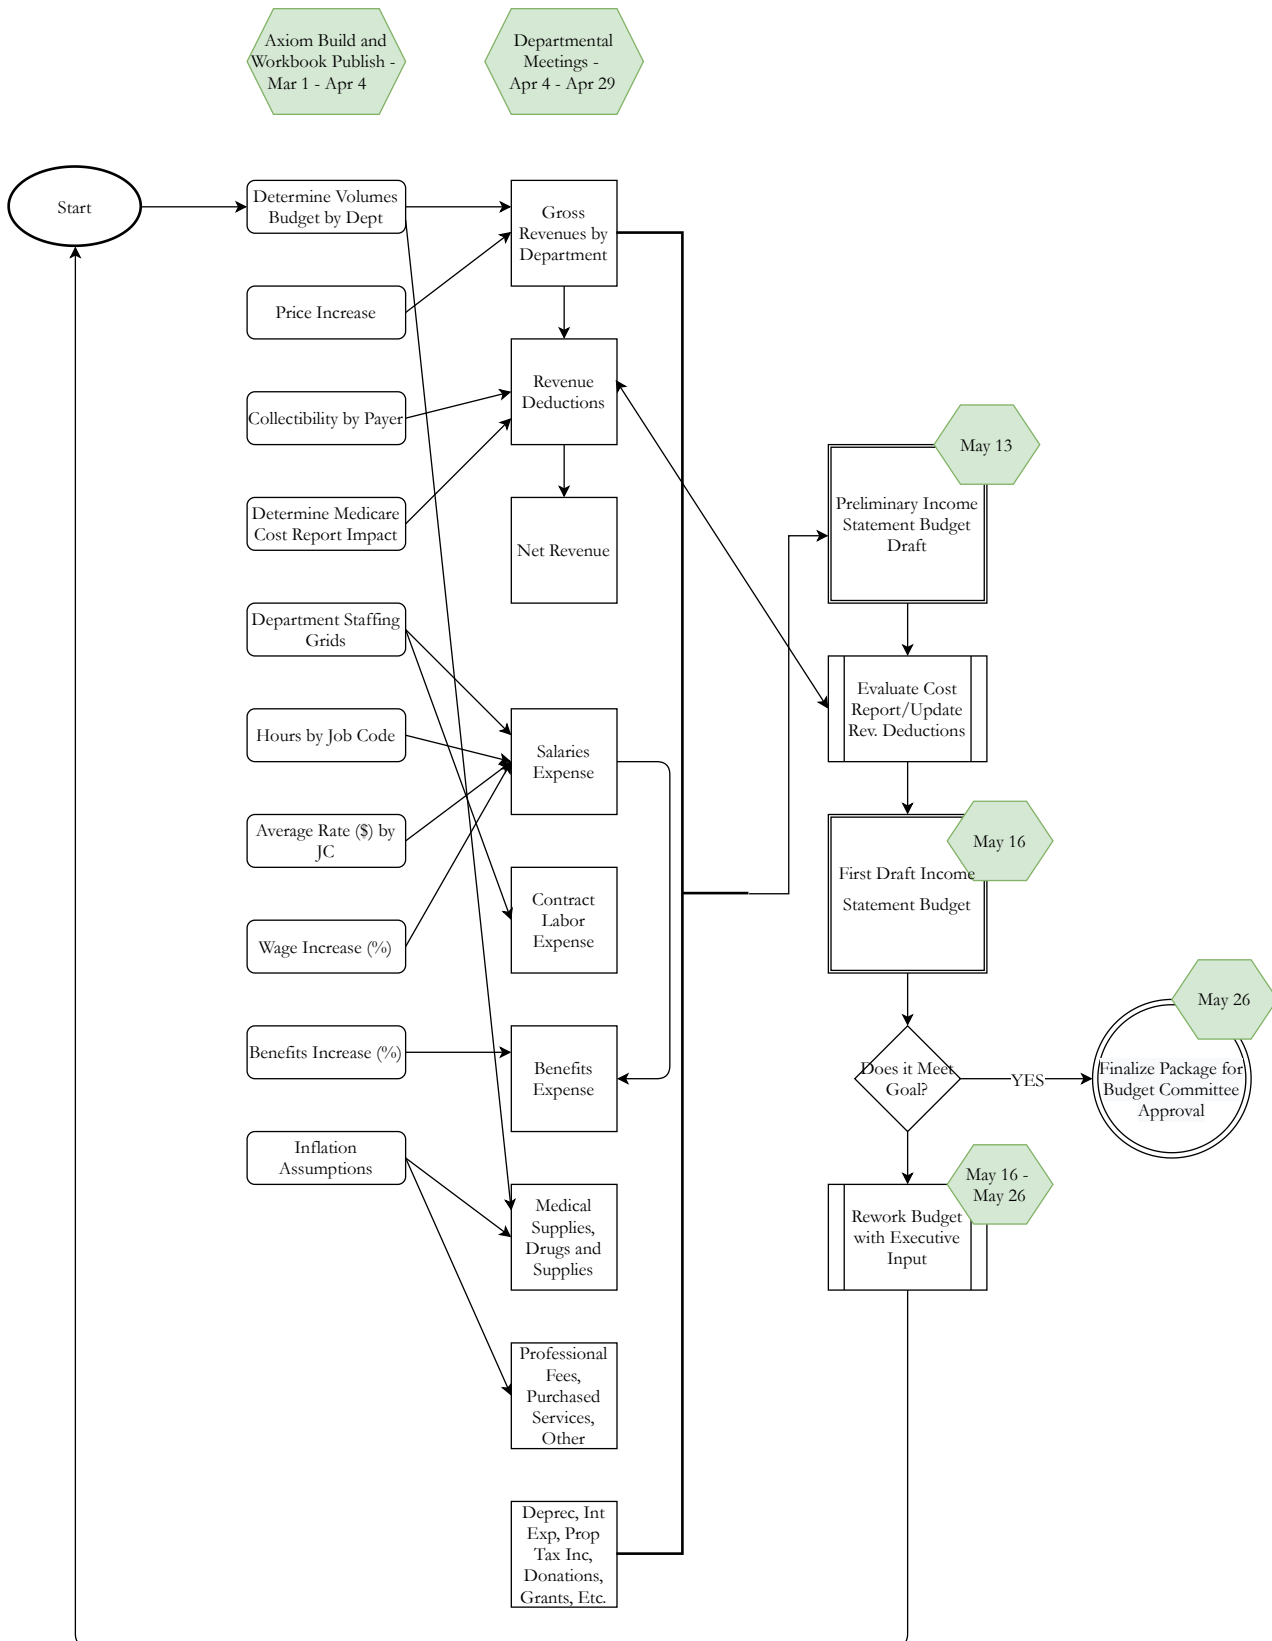 Axiom Build and
Workbook Publish -
Mar 1 - Apr 4
Departmental
Meetings -
Apr 4 - Apr 29
Start
Determine Volumes
Budget by Dept
Price Increase
Collectibility by Payer
Determine Medicare
Cost Report Impact
Department Staffing
Grids
Hours by Job Code
Average Rate ($) by
JC
Wage Increase (%)
Benefits Increase (%)
Inflation
Assumptions
Gross
Revenues by
Department
Revenue
Deductions
Net Revenue
Salaries
Expense
Contract
Labor
Expense
Benefits
Expense
Medical
Supplies,
Drugs and
Supplies
Professional
Fees,
Purchased
Services,
Other
Deprec, Int
Exp, Prop
Tax Inc,
Donations,
Grants, Etc.
May 13
Preliminary Income
Statement Budget
Draft
Evaluate Cost
Report/Update
Rev. Deductions
May 16
First Draft Income
Statement Budget
Does it Meet
Goal?
YES
May 26
Finalize Package for
Budget Committee
Approval
May 16 -
May 26
Rework Budget
with Executive
Input